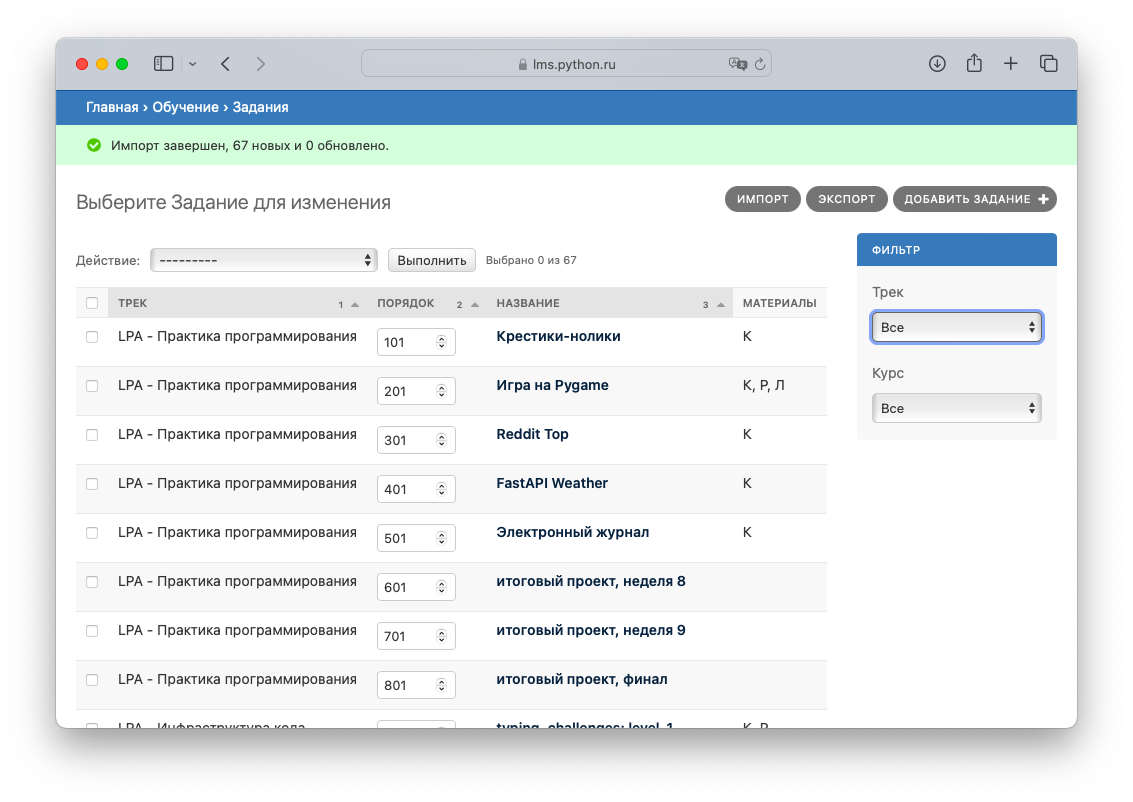 lms.python.ru
Главная › Обучение › Задания
Импорт завершен, 67 новых и 0 обновлено.
Выберите Задание для изменения
ИМПОРТ ЭКСПОРТ ДОБАВИТЬ ЗАДАНИЕ +
Действие: --------- Выполнить Выбрано 0 из 67
ТРЕК 1 ПОРЯДОК 2 НАЗВАНИЕ 3 МАТЕРИАЛЫ
LPA - Практика программирования 101 Крестики-нолики К
LPA - Практика программирования 201 Игра на Pygame К, Р, Л
LPA - Практика программирования 301 Reddit Top К
LPA - Практика программирования 401 FastAPI Weather К
LPA - Практика программирования 501 Электронный журнал К
LPA - Практика программирования 601 итоговый проект, неделя 8
LPA - Практика программирования 701 итоговый проект, неделя 9
LPA - Практика программирования 801 итоговый проект, финал
LPA - Инфраструктура кода typing_challenges: level_1 К, Р
ФИЛЬТР
Трек
Все
Курс
Все